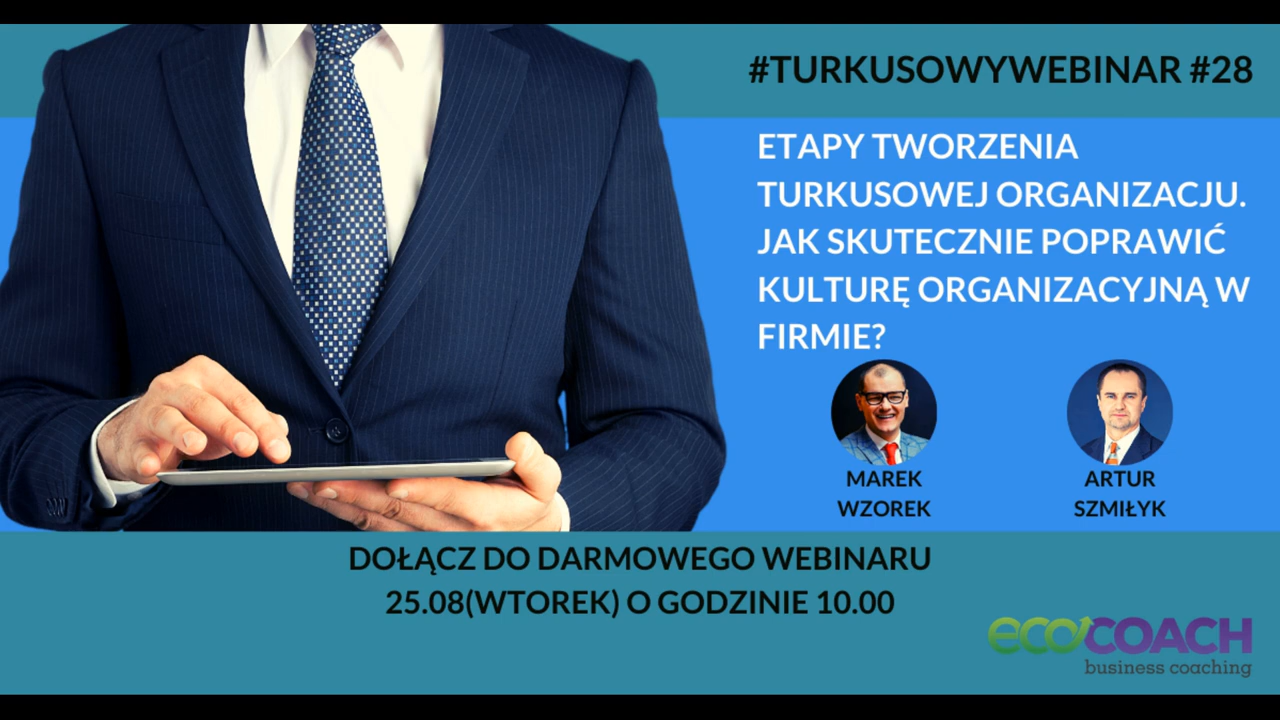 #TURKUSOWYWEBINAR #28
ETAPY TWORZENIA
TURKUSOWEJ ORGANIZACJU.
JAK SKUTECZNIE POPRAWIĆ
KULTURĘ ORGANIZACYJNĄ W
FIRMIE?
MAREK
WZOREK
ARTUR
SZMIŁYK
DOŁĄCZ DO DARMOWEGO WEBINARU
25.08(WTOREK) O GODZINIE 10.00
ecoCOACH
business coaching